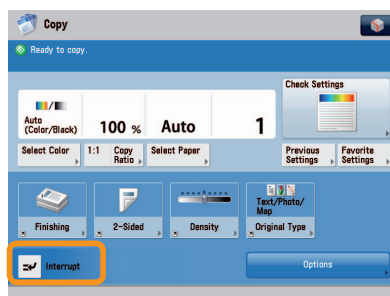 Copy
Ready to copy.
Check Settings
Auto
(Color/Black)
100 %
Auto
1
Select Color
1:1
Copy
Ratio
Select Paper
Previous
Settings
Favorite
Settings
Finishing
2-Sided
Density
Text/Photo/
Map
Original Type
Interrupt
Options